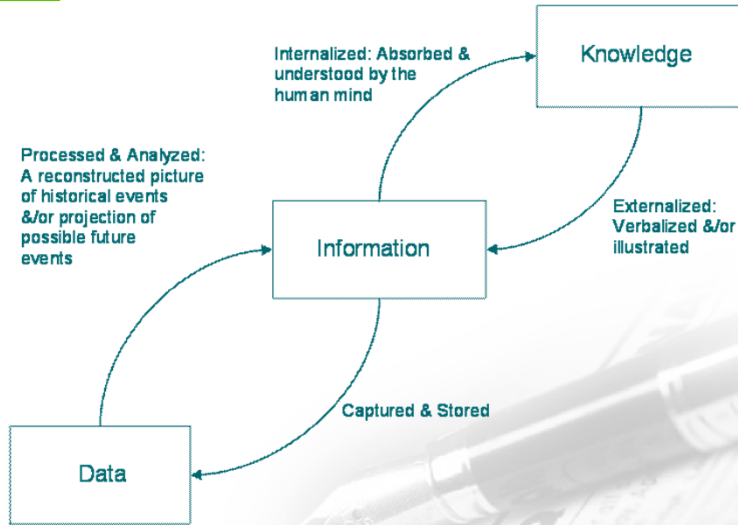 Internalized: Absorbed &
understood by the
human mind
Knowledge
Processed & Analyzed:
A reconstructed picture
of historical events
&/or projection of
possible future
events
Externalized:
Verbalized &/or
illustrated
Information
Captured & Stored
Data